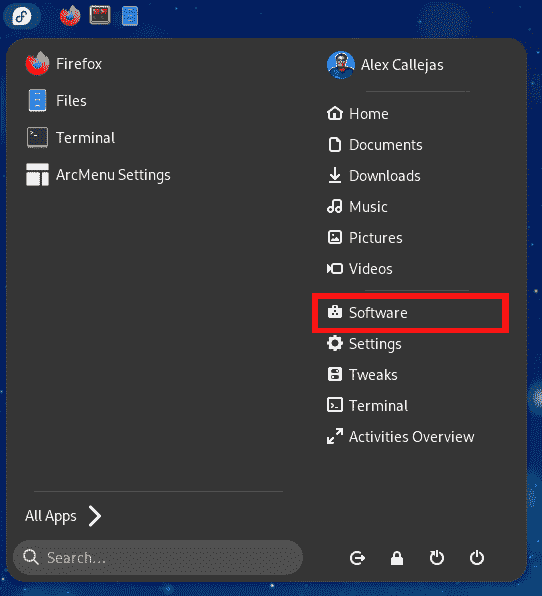 Firefox
Files
Terminal
ArcMenu Settings
All Apps
Search...
Alex Callejas
Home
Documents
Downloads
Music
Pictures
Videos
Software
Settings
Tweaks
Terminal
Activities Overview